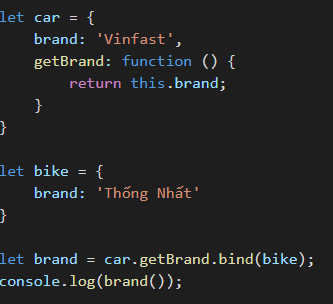 let car = {
    brand: 'Vinfast',
    getBrand: function () {
        return this.brand;
    }
}

let bike = {
    brand: 'Thống Nhất'
}

let brand = car.getBrand.bind(bike);
console.log(brand());